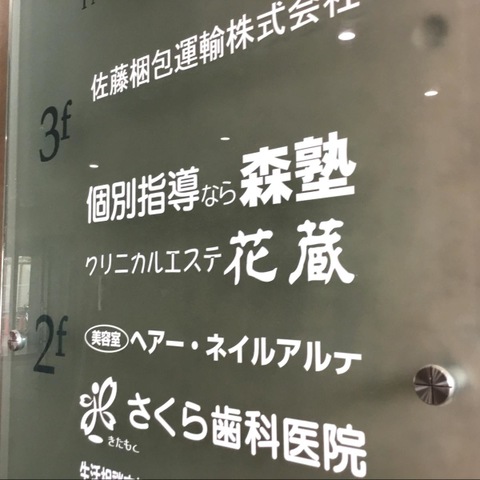 佐藤梱包運輸株式会社
3f
個別指導なら森塾
クリニカルエステ 花蔵
2f
美容室 ヘアー・ネイルアルテ
さくら歯科医院
きたもと